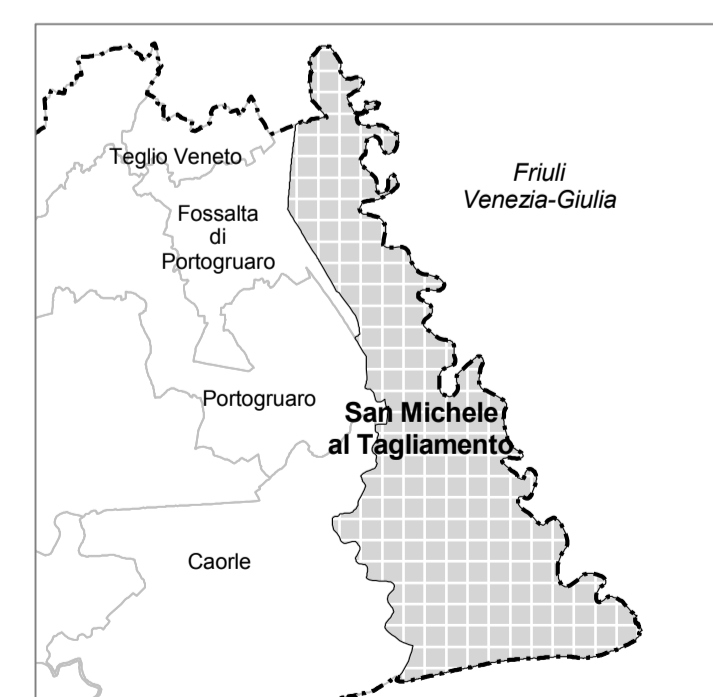 Teglio Veneto
Friuli
Venezia-Giulia
Fossalta
di
Portogruaro
Portogruaro
San Michele
al Tagliamento
Caorle